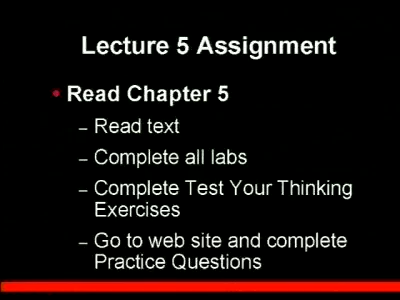 Lecture 5 Assignment
• Read Chapter 5
– Read text
– Complete all labs
– Complete Test Your Thinking
Exercises
– Go to web site and complete
Practice Questions